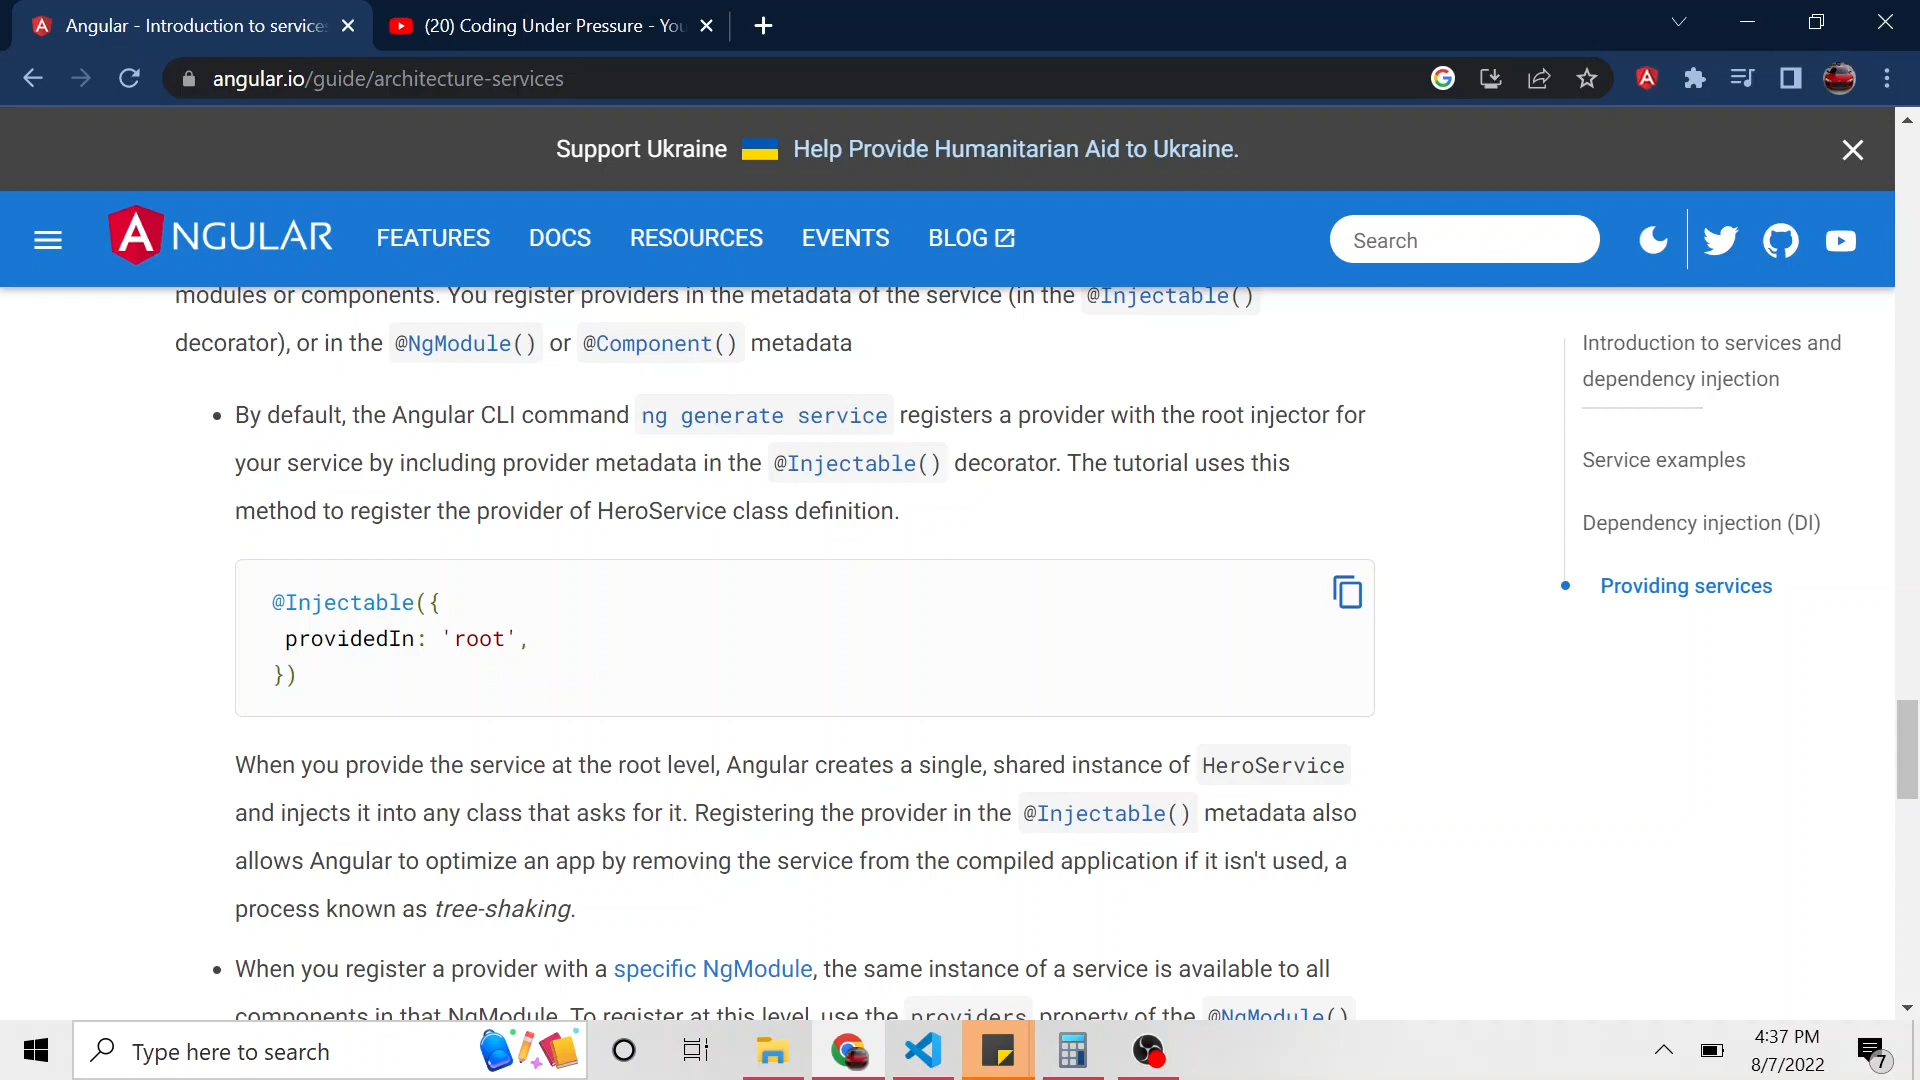 Angular - Introduction to services
(20) Coding Under Pressure - You
angular.io/guide/architecture-services
Support Ukraine Help Provide Humanitarian Aid to Ukraine.
ANGULAR FEATURES DOCS RESOURCES EVENTS BLOG Search
modules or components. You register providers in the metadata of the service (in the @Injectable()
decorator), or in the @NgModule() or @Component() metadata
• By default, the Angular CLI command ng generate service registers a provider with the root injector for
your service by including provider metadata in the @Injectable() decorator. The tutorial uses this
method to register the provider of HeroService class definition.
@Injectable({
providedIn: 'root',
})
When you provide the service at the root level, Angular creates a single, shared instance of HeroService
and injects it into any class that asks for it. Registering the provider in the @Injectable() metadata also
allows Angular to optimize an app by removing the service from the compiled application if it isn't used, a
process known as tree-shaking.
• When you register a provider with a specific NgModule, the same instance of a service is available to all
components in that NgModule. To register at this level, use the providers property of the @NgModule()
Introduction to services and
dependency injection
Service examples
Dependency injection (DI)
Providing services
Type here to search
4:37 PM
8/7/2022
7